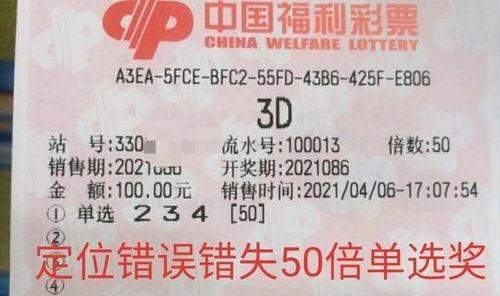 中国福利彩票
CHINA WELFARE LOTTERY
A3EA-5FCE-BFC2-55FD-43B6-425F-E806
3D
站 号:330 流水号:100013 倍数:50
销售期:2021086 开奖期:2021086
金 额:100.00元 销售时间:2021/04/06-17:07:54
① 单选 2 3 4 [50]
②
定位错误错失50倍单选奖
④